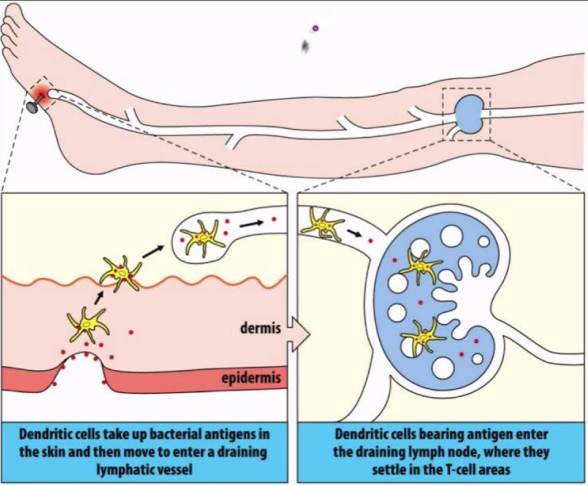 dermis
epidermis
Dendritic cells take up bacterial antigens in
the skin and then move to enter a draining
lymphatic vessel
Dendritic cells bearing antigen enter
the draining lymph node, where they
settle in the T-cell areas